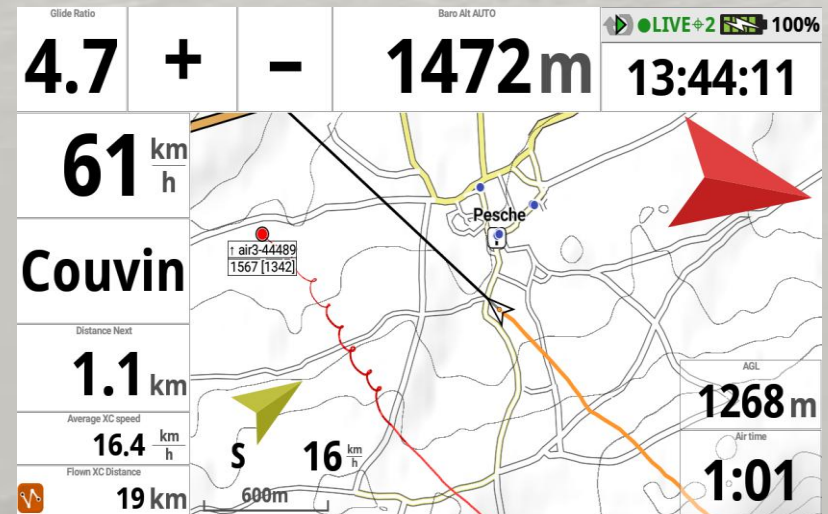 Glide Ratio
4.7
+
−
Baro Alt AUTO
1472 m
LIVE 2 100%
13:44:11
61 km/h
Couvin
Distance Next
1.1 km
Average XC speed
16.4 km/h
Flown XC Distance
19 km
Pesche
↑ air3-44489
1567 [1342]
S
16 km/h
600m
AGL
1268 m
Air time
1:01